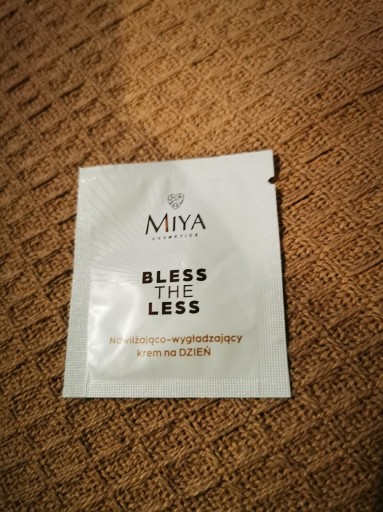 MIYA
COSMETICS
BLESS
THE
LESS
Nawilżająco-wygładzający
krem na DZIEŃ